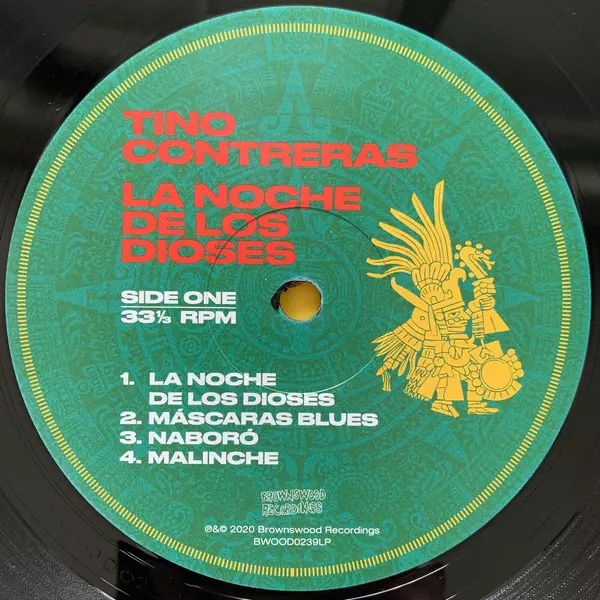 TINO
CONTRERAS
LA NOCHE
DE LOS
DIOSES
SIDE ONE
33⅓ RPM
1. LA NOCHE
DE LOS DIOSES
2. MÁSCARAS BLUES
3. NABORÓ
4. MALINCHE
BROWNSWOOD
RECORDINGS
℗&© 2020 Brownswood Recordings
BWOOD0239LP